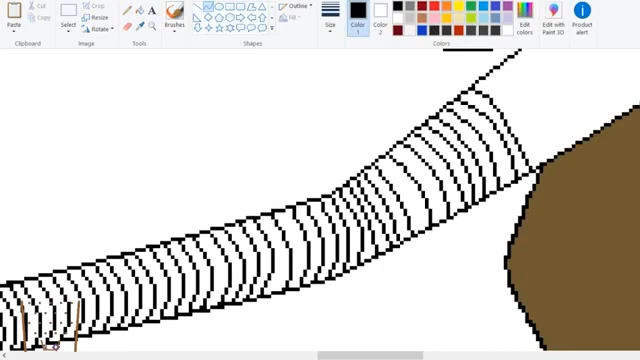 Cut
Copy
Paste
Clipboard
Select
Crop
Resize
Rotate
Image
A
Tools
Brushes
Outline
Fill
Shapes
Size
Color
1
Color
2
Edit
colors
Colors
Edit with
Paint 3D
Product
alert